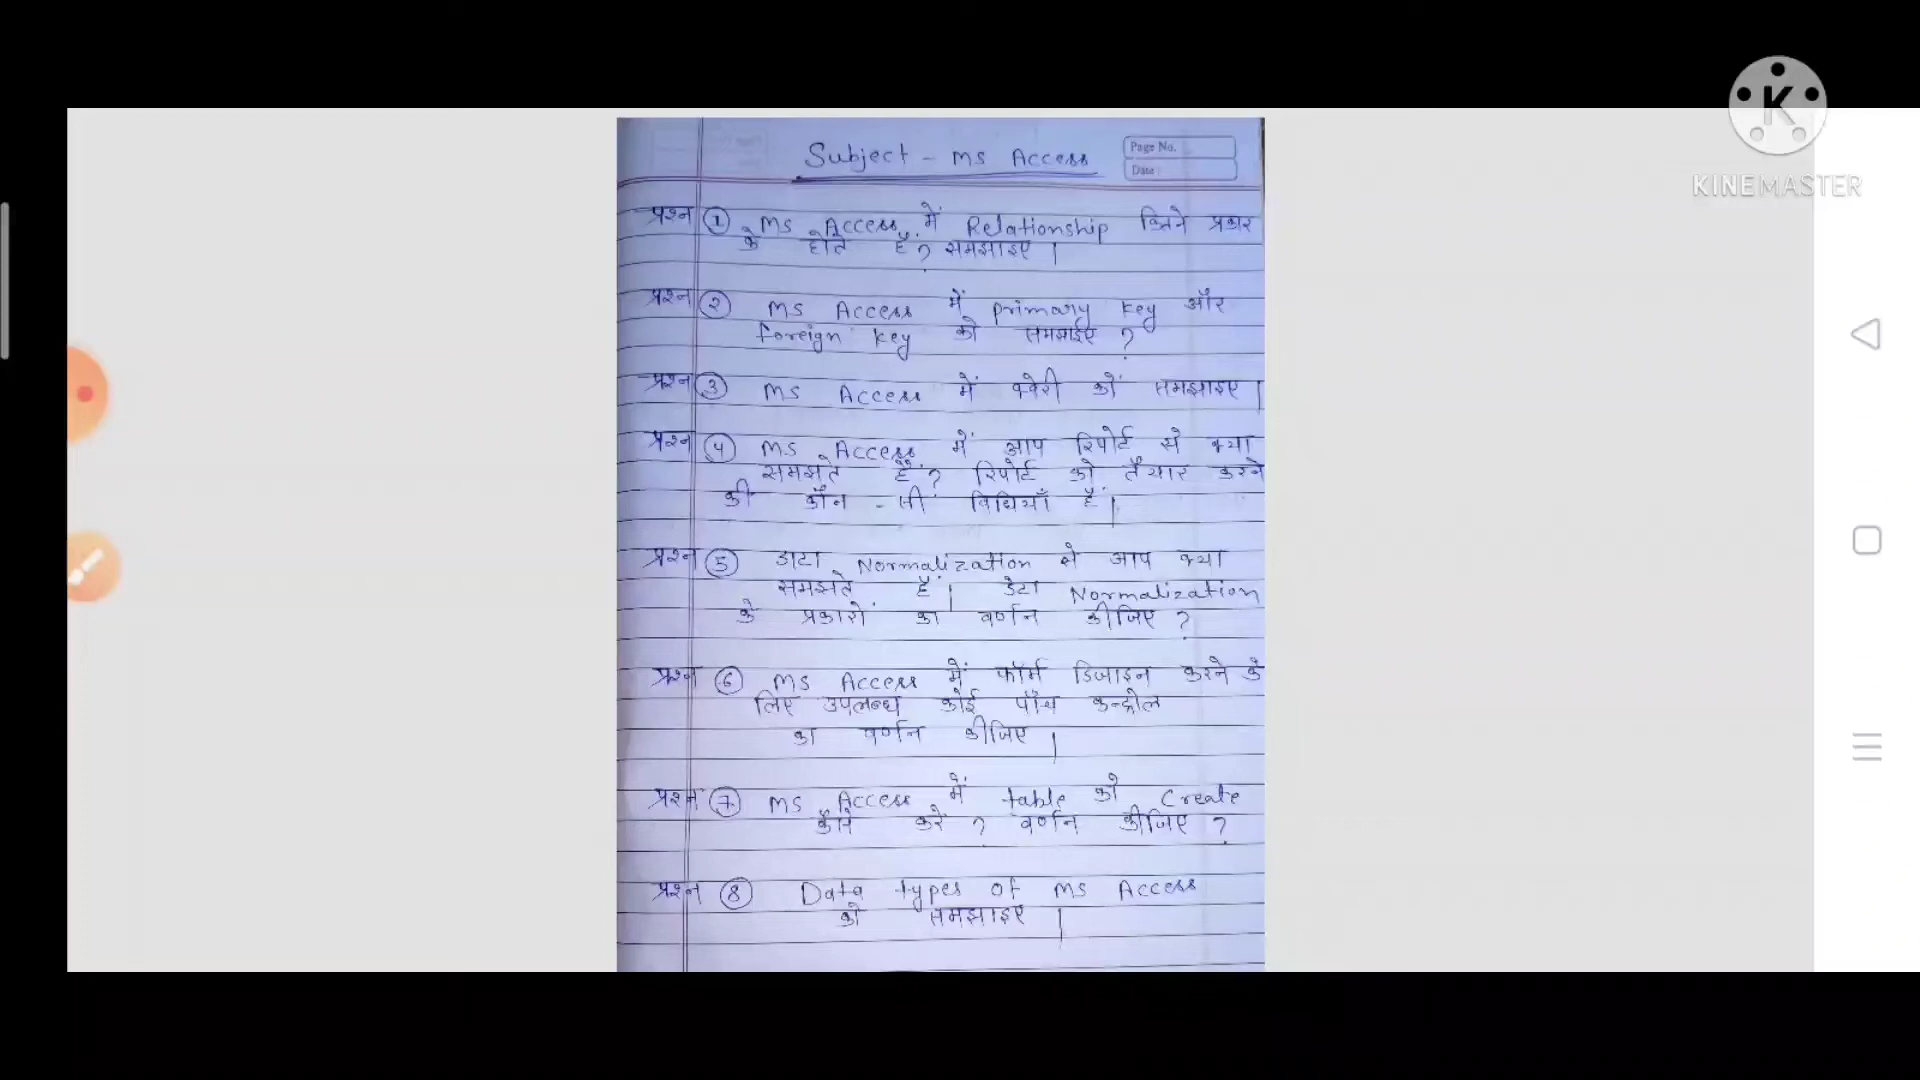 KINEMASTER
Subject - MS Access
Page No.
Date
प्रश्न ① MS Access में Relationship कितने प्रकार
के होते हैं? समझाइए।
प्रश्न ② MS Access में primary key और
foreign key को समझाईए?
प्रश्न ③ MS Access में क्वेरी को समझाइए।
प्रश्न ④ MS Access में आप रिपोर्ट से क्या
समझते हैं? रिपोर्ट को तैयार करने
की कौन - सी विधियाँ हैं।
प्रश्न ⑤ डाटा Normalization से आप क्या
समझते हैं। डेटा Normalization
के प्रकारों का वर्णन कीजिए?
प्रश्न ⑥ MS Access में फॉर्म डिजाइन करने के
लिए उपलब्ध कोई पाँच कन्ट्रोल
का वर्णन कीजिए।
प्रश्न ⑦ MS Access में table को Create
कैसे करें? वर्णन कीजिए?
प्रश्न ⑧ Data types of MS Access
को समझाइए।